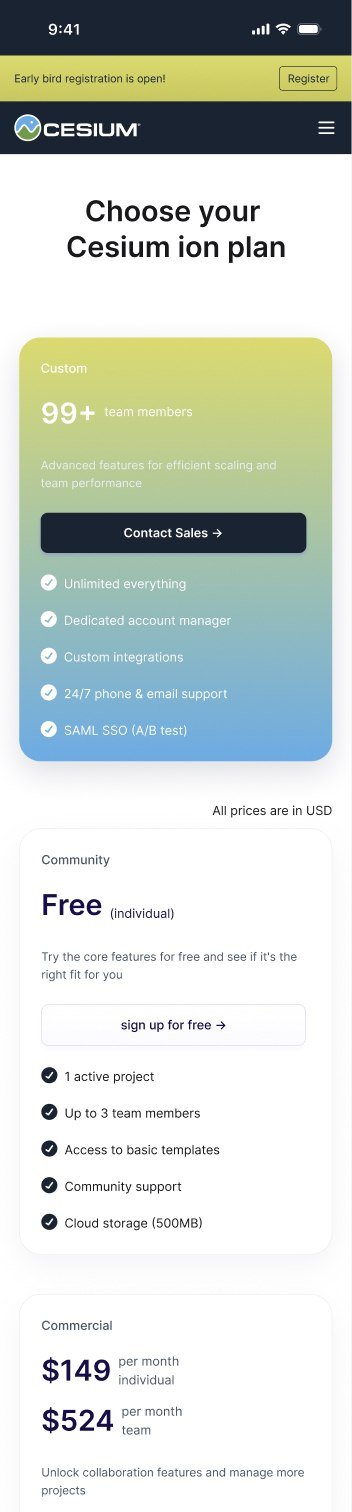 9:41
Early bird registration is open!
Register
CESIUM
Choose your
Cesium ion plan
Custom
99+ team members
Advanced features for efficient scaling and
team performance
Contact Sales →
Unlimited everything
Dedicated account manager
Custom integrations
24/7 phone & email support
SAML SSO (A/B test)
All prices are in USD
Community
Free (individual)
Try the core features for free and see if it's the
right fit for you
sign up for free →
1 active project
Up to 3 team members
Access to basic templates
Community support
Cloud storage (500MB)
Commercial
$149 per month
individual
$524 per month
team
Unlock collaboration features and manage more
projects